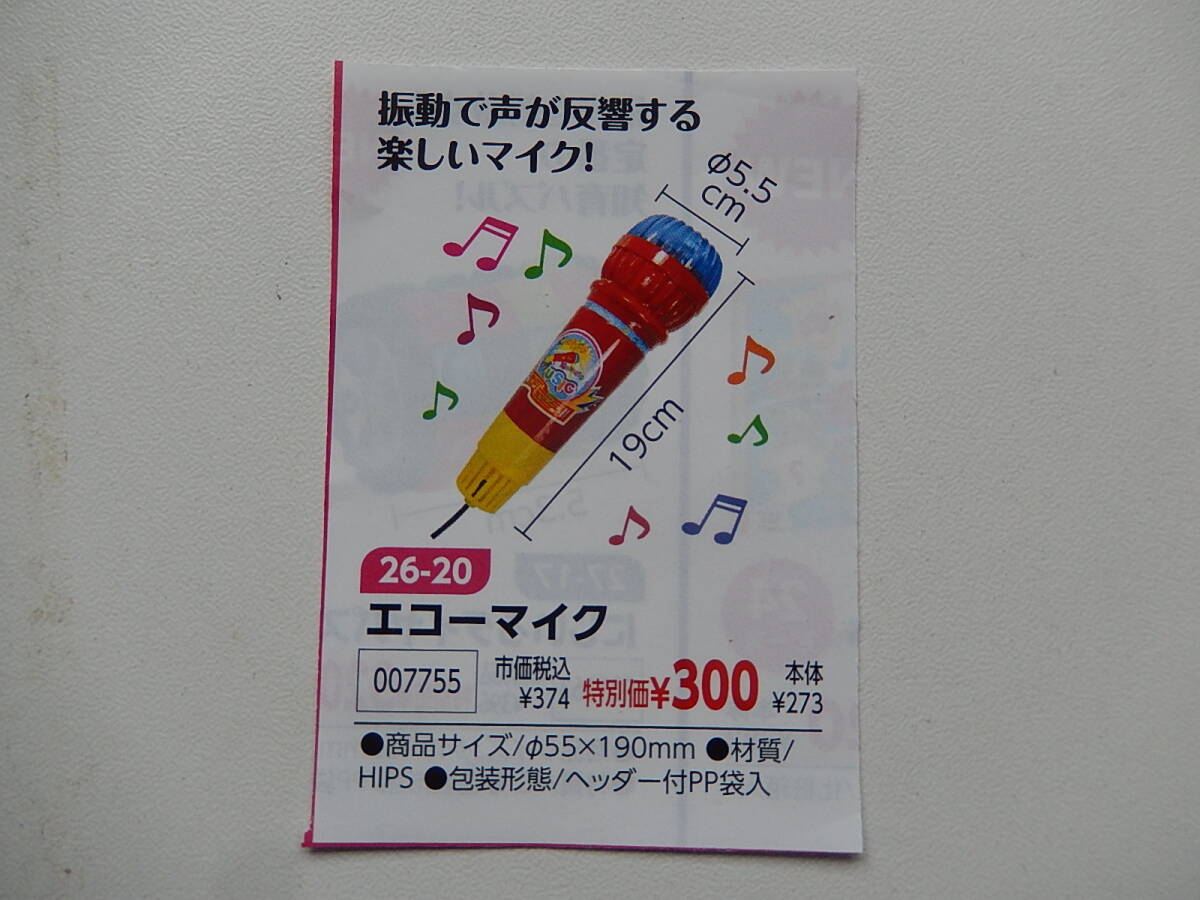 振動で声が反響する
楽しいマイク!
φ5.5
cm
MUSIC
19cm
26-20
エコーマイク
007755
市価税込
¥374
特別価¥300
本体
¥273
●商品サイズ/φ55×190mm ●材質/
HIPS ●包装形態/ヘッダー付PP袋入